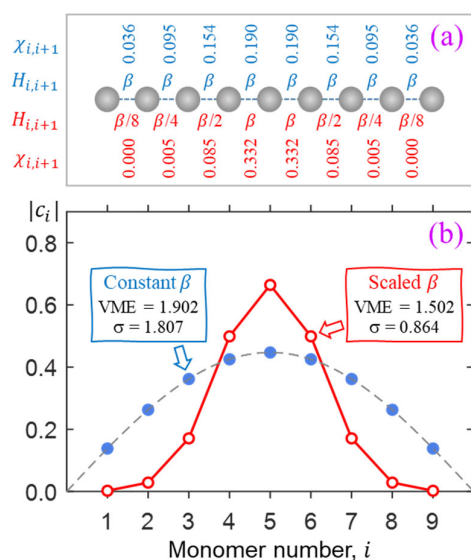 χi,i+1 0.036 0.095 0.154 0.190 0.190 0.154 0.095 0.036 (a)
Hi,i+1 β β β β β β β β
Hi,i+1 β/8 β/4 β/2 β β β/2 β/4 β/8
χi,i+1 0.000 0.005 0.085 0.332 0.332 0.085 0.005 0.000
|ci| (b)
0.8
Constant β
VME = 1.902
σ = 1.807
Scaled β
VME = 1.502
σ = 0.864
0.6
0.4
0.2
0.0
1 2 3 4 5 6 7 8 9
Monomer number, i